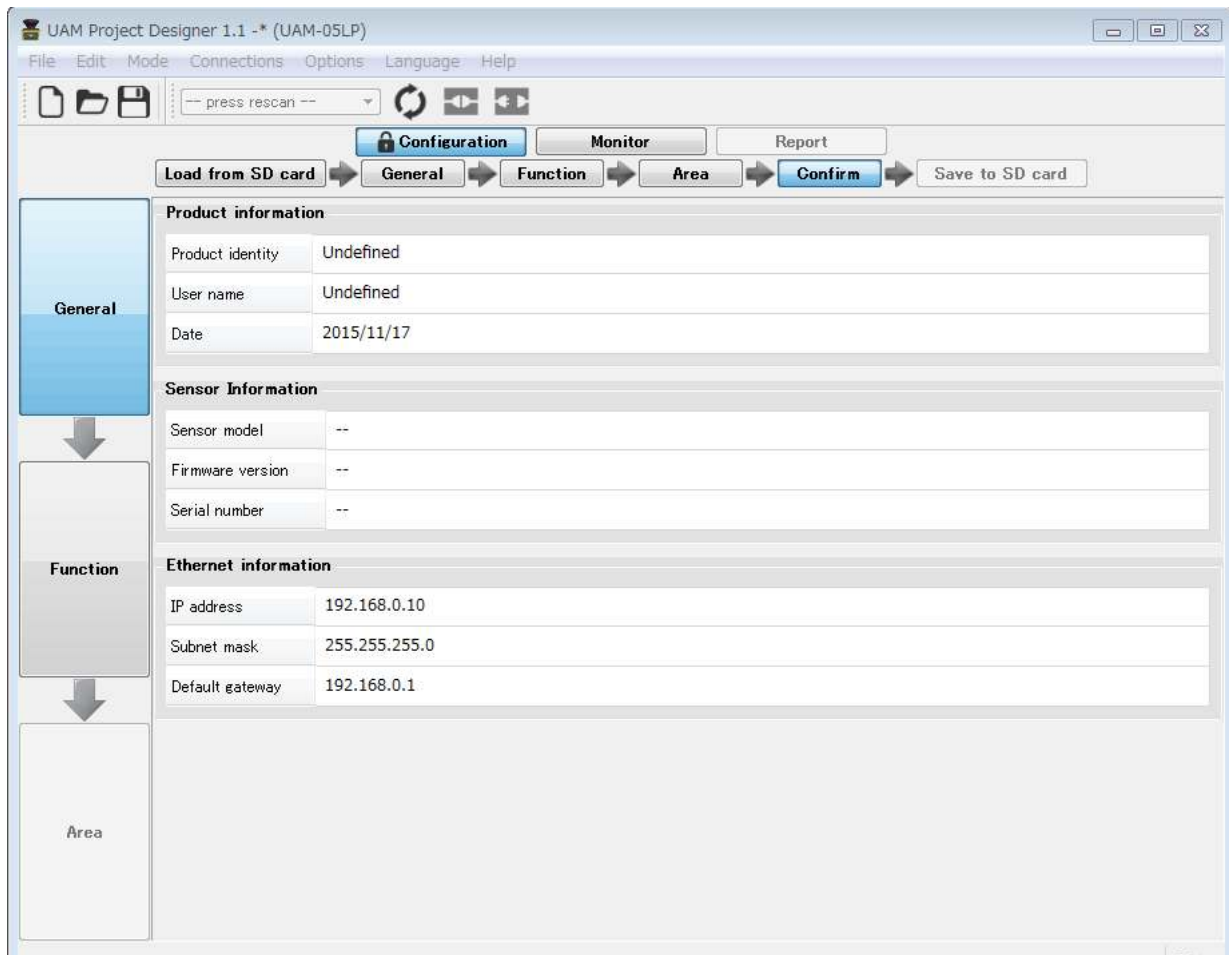 UAM Project Designer 1.1 -* (UAM-05LP)
File Edit Mode Connections Options Language Help
-- press rescan --
Configuration Monitor Report
Load from SD card General Function Area Confirm Save to SD card
General
Function
Area
Product information
Product identity Undefined
User name Undefined
Date 2015/11/17
Sensor Information
Sensor model --
Firmware version --
Serial number --
Ethernet information
IP address 192.168.0.10
Subnet mask 255.255.255.0
Default gateway 192.168.0.1